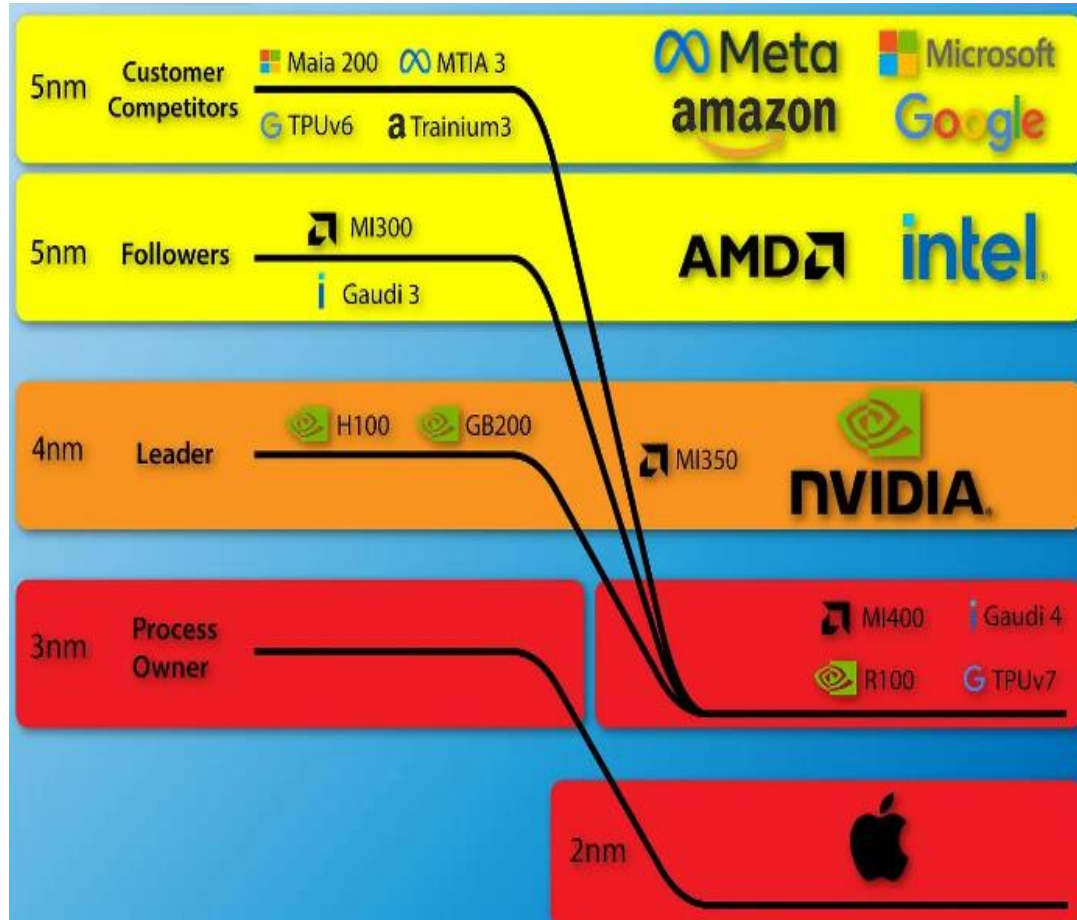 5nm
Customer
Competitors
Maia 200
MTIA 3
TPUv6
a Trainium3
Meta
Microsoft
amazon
Google
5nm
Followers
MI300
Gaudi 3
AMD
intel.
4nm
Leader
H100
GB200
MI350
NVIDIA.
3nm
Process
Owner
MI400
i Gaudi 4
R100
G TPUv7
2nm